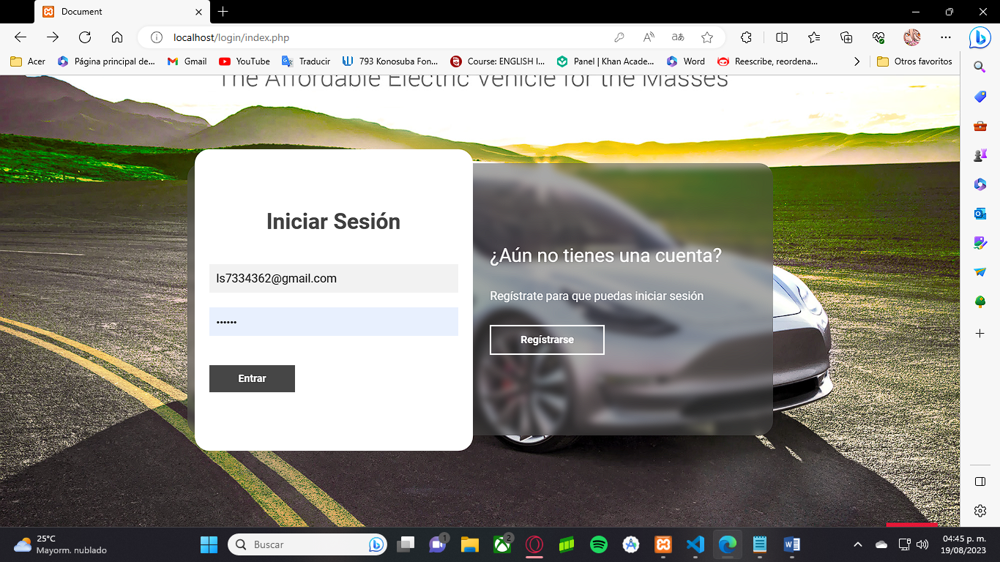 Document
localhost/login/index.php
Acer
Página principal de...
Gmail
YouTube
Traducir
793 Konosuba Fon...
Course: ENGLISH I...
Panel | Khan Acade...
Word
Reescribe, reordena...
Otros favoritos
The Affordable Electric Vehicle for the Masses
Iniciar Sesión
ls7334362@gmail.com
••••••
Entrar
¿Aún no tienes una cuenta?
Regístrate para que puedas iniciar sesión
Regístrarse
25°C
Mayorm. nublado
Buscar
1
2
04:45 p. m.
19/08/2023